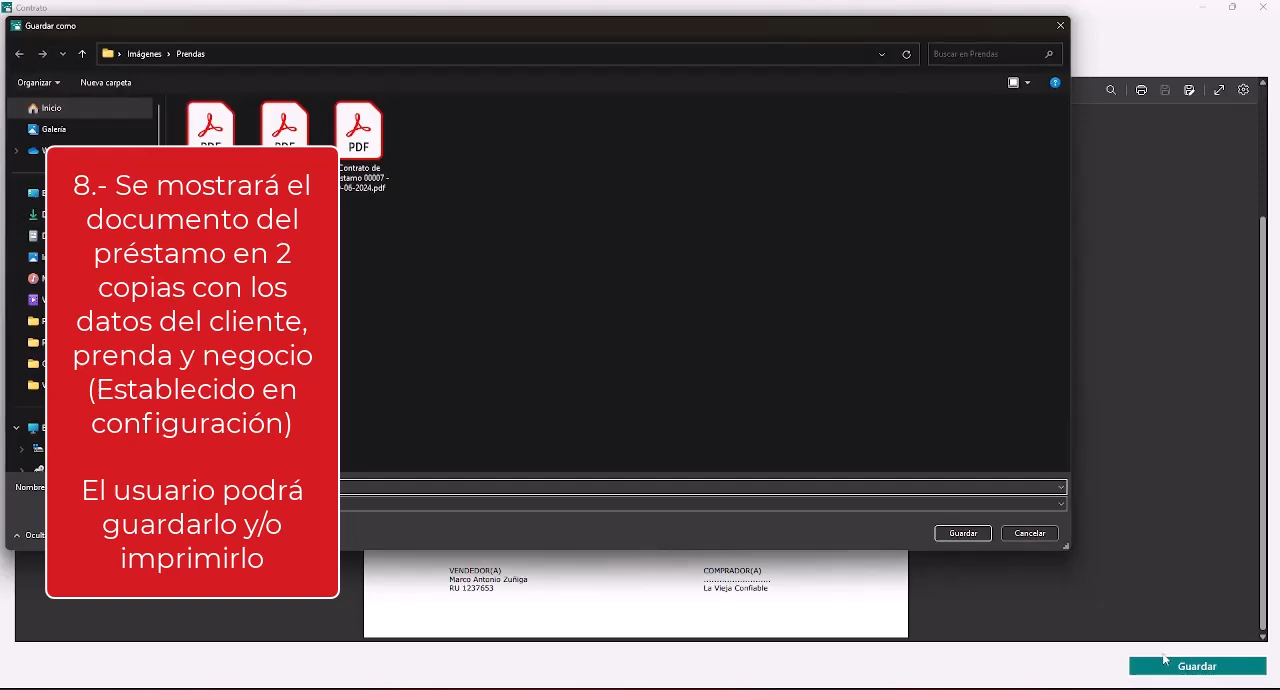 Contrato
Guardar como
Imágenes > Prendas
Buscar en Prendas
Organizar
Nueva carpeta
Inicio
Galería
PDF
Contrato de
stamo 00007 -
-06-2024.pdf
8.- Se mostrará el
documento del
préstamo en 2
copias con los
datos del cliente,
prenda y negocio
(Establecido en
configuración)
El usuario podrá
guardarlo y/o
imprimirlo
Nombre
Guardar
Cancelar
VENDEDOR(A)
Marco Antonio Zuñiga
RU 1237653
COMPRADOR(A)
........................
La Vieja Confiable
Guardar